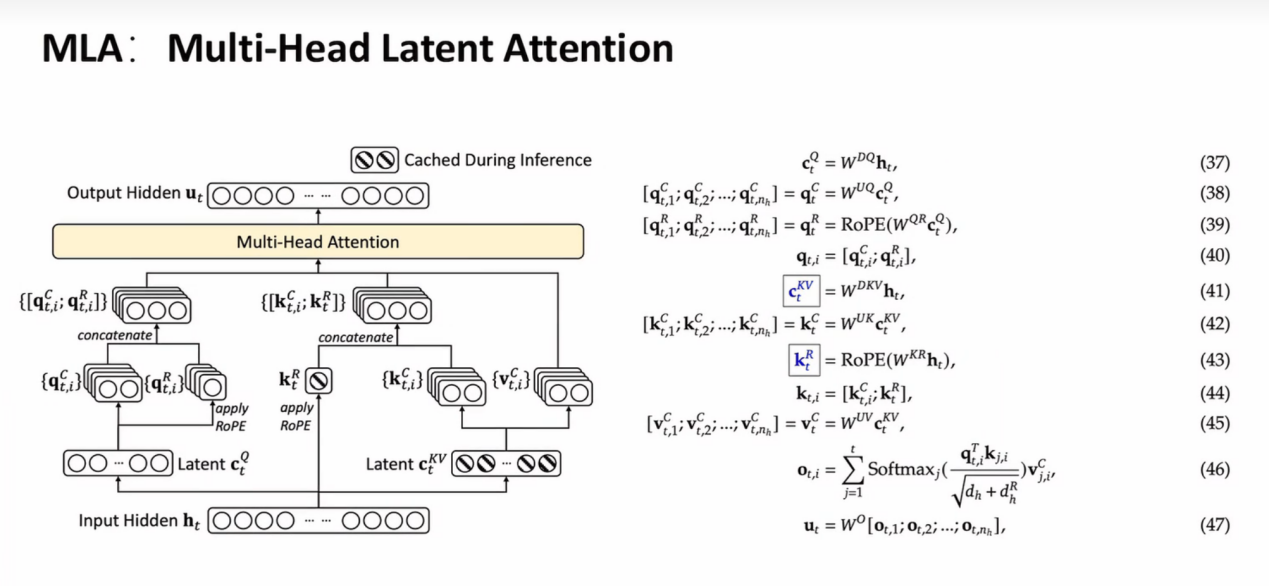 MLA： Multi-Head Latent Attention
Cached During Inference
Output Hidden u_t
Multi-Head Attention
{[q^C_{t,i}; q^R_{t,i}]}
{[k^C_{t,i}; k^R_t]}
concatenate
concatenate
{q^C_{t,i}}
{q^R_{t,i}}
k^R_t
{k^C_{t,i}}
{v^C_{t,i}}
apply
RoPE
apply
RoPE
Latent c^Q_t
Latent c^{KV}_t
Input Hidden h_t
c^Q_t = W^{DQ}h_t, (37)
[q^C_{t,1}; q^C_{t,2}; ...; q^C_{t,n_h}] = q^C_t = W^{UQ}c^Q_t, (38)
[q^R_{t,1}; q^R_{t,2}; ...; q^R_{t,n_h}] = q^R_t = RoPE(W^{QR}c^Q_t), (39)
q_{t,i} = [q^C_{t,i}; q^R_{t,i}], (40)
c^{KV}_t = W^{DKV}h_t, (41)
[k^C_{t,1}; k^C_{t,2}; ...; k^C_{t,n_h}] = k^C_t = W^{UK}c^{KV}_t, (42)
k^R_t = RoPE(W^{KR}h_t), (43)
k_{t,i} = [k^C_{t,i}; k^R_t], (44)
[v^C_{t,1}; v^C_{t,2}; ...; v^C_{t,n_h}] = v^C_t = W^{UV}c^{KV}_t, (45)
o_{t,i} = \sum_{j=1}^{t} Softmax_j(\frac{q^T_{t,i}k_{j,i}}{\sqrt{d_h + d^R_h}})v^C_{j,i}, (46)
u_t = W^O[o_{t,1}; o_{t,2}; ...; o_{t,n_h}], (47)